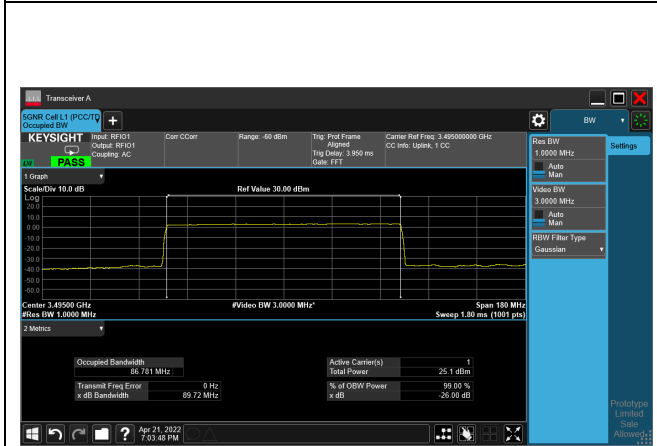 Transceiver A
5GNR Cell L1 (PCC/TD
Occupied BW
BW
KEYSIGHT
Input: RFIO1
Output: RFIO1
Coupling: AC
Corr CCorr
Range: -60 dBm
Trig: Prot Frame
Aligned
Trig Delay: 3.950 ms
Gate: FFT
Carrier Ref Freq: 3.495000000 GHz
CC Info: Uplink, 1 CC
PASS
Res BW
1.0000 MHz
Auto
Man
Settings
1 Graph
Scale/Div 10.0 dB
Ref Value 30.00 dBm
Log
20.0
10.0
0.00
-10.0
-20.0
-30.0
-40.0
-50.0
-60.0
Video BW
3.0000 MHz
Auto
Man
RBW Filter Type
Gaussian
Center 3.49500 GHz
#Video BW 3.0000 MHz*
Span 180 MHz
#Res BW 1.0000 MHz
Sweep 1.80 ms (1001 pts)
2 Metrics
Occupied Bandwidth
86.781 MHz
Active Carrier(s) 1
Total Power 25.1 dBm
Transmit Freq Error 0 Hz
x dB Bandwidth 89.72 MHz
% of OBW Power 99.00 %
x dB -26.00 dB
Prototype
Limited
Sale
Allowed
?
Apr 21, 2022
7:03:48 PM